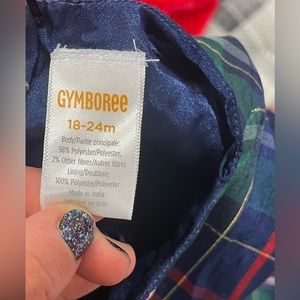 GYMBOREE
18-24m
Body/Partie principale:
98% Polyester/Polyester,
2% Other fibres/Autres fibres
Lining/Doublure:
100% Polyester/Polyester
Made in India